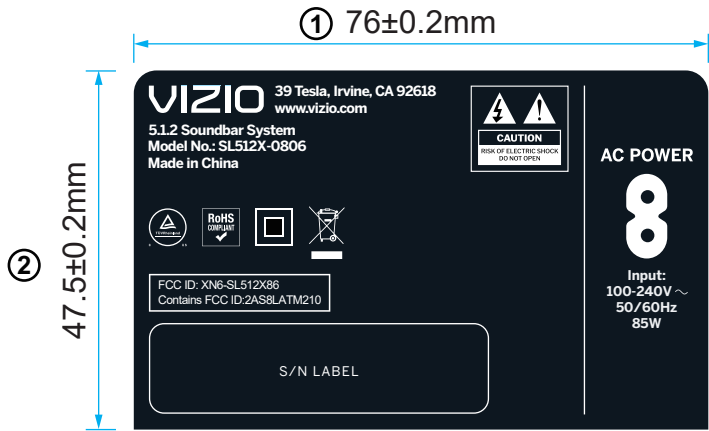 ① 76±0.2mm
② 47.5±0.2mm
VIZIO
39 Tesla, Irvine, CA 92618
www.vizio.com
5.1.2 Soundbar System
Model No.: SL512X-0806
Made in China
CAUTION
RISK OF ELECTRIC SHOCK
DO NOT OPEN
RoHS
COMPLIANT
FCC ID: XN6-SL512X86
Contains FCC ID:2AS8LATM210
S/N LABEL
AC POWER
Input:
100-240V ~
50/60Hz
85W